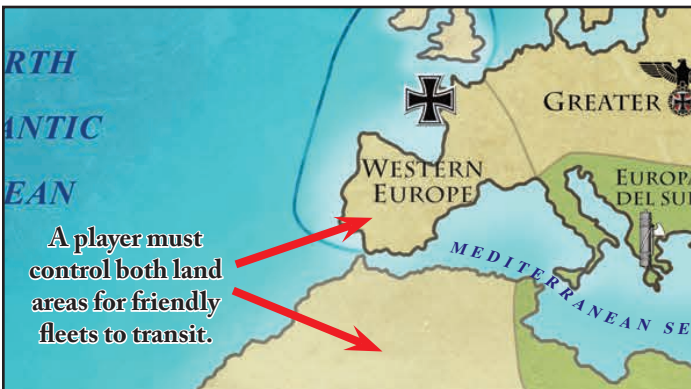 RTH
ANTIC
EAN
GREATER
WESTERN
EUROPE
EUROPA
DEL SU
MEDITERRANEAN SE
A player must
control both land
areas for friendly
fleets to transit.